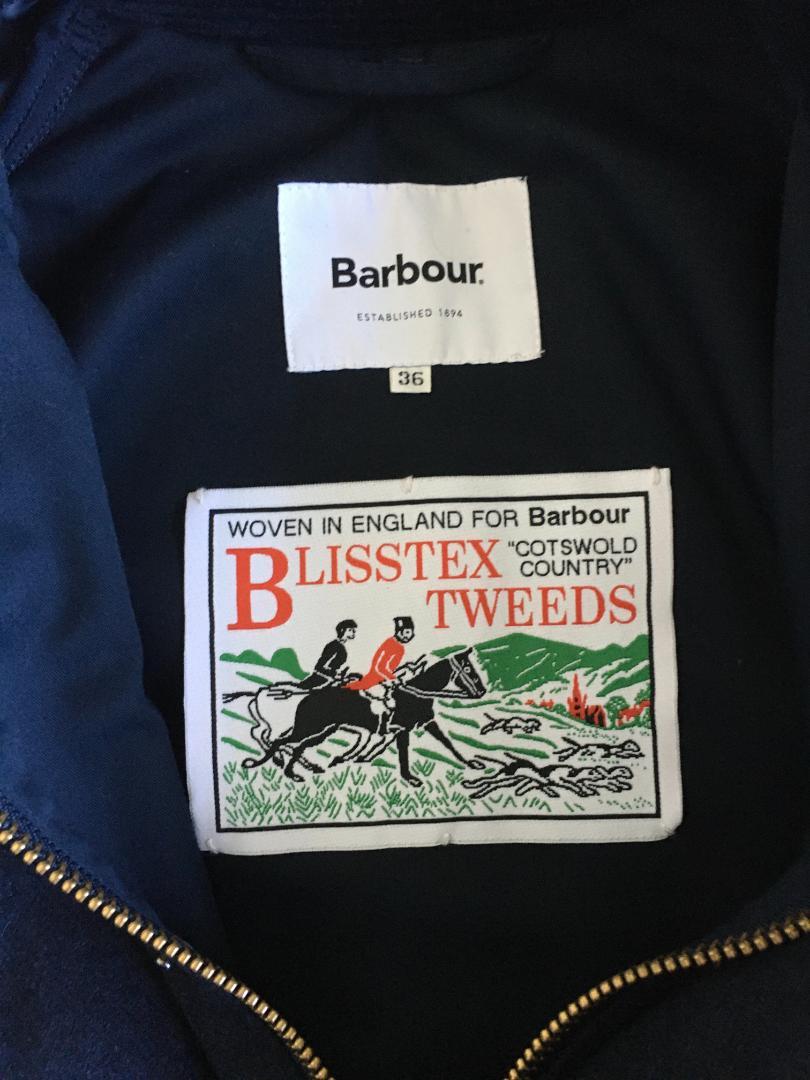 Barbour.
ESTABLISHED 1894
36
WOVEN IN ENGLAND FOR Barbour
BLISSTEX "COTSWOLD
COUNTRY"
TWEEDS